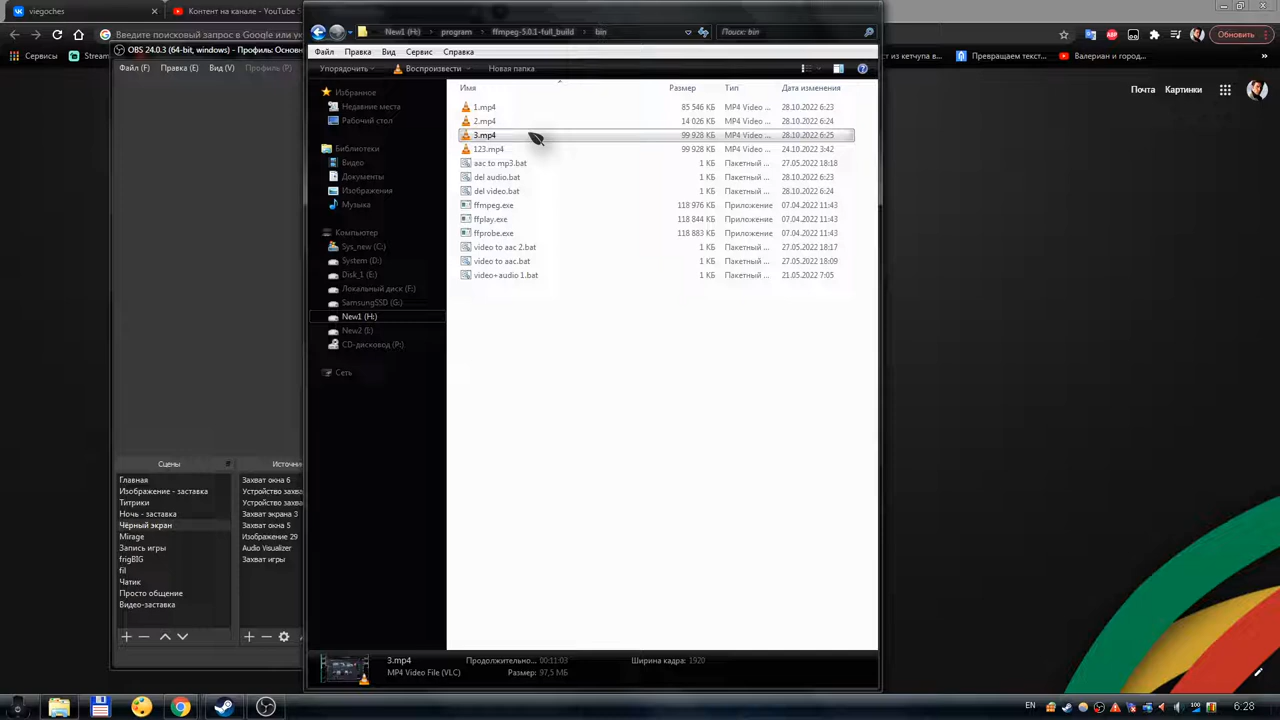 viegoches
Контент на канале - YouTub
Введите поисковой запрос в Google или
Обновить
Сервисы
Stream
из кетчупа в...
Превращаем текст...
Валериан и город...
Почта Картинки
OBS 24.0.3 (64-bit, windows) - Профиль: Основн
Файл (F) Правка (E) Вид (V) Профиль (P)
New1 (H:) program ffmpeg-5.0.1-full_build bin
Поиск: bin
Файл Правка Вид Сервис Справка
Упорядочить Воспроизвести Новая папка
Избранное
Недавние места
Рабочий стол
Библиотеки
Видео
Документы
Изображения
Музыка
Компьютер
Sys_new (C:)
System (D:)
Disk_1 (E:)
Локальный диск (F:)
SamsungSSD (G:)
New1 (H:)
New2 (I:)
CD-дисковод (P:)
Сеть
Имя Размер Тип Дата изменения
1.mp4 85 546 КБ MP4 Video ... 28.10.2022 6:23
2.mp4 14 026 КБ MP4 Video ... 28.10.2022 6:24
3.mp4 99 928 КБ MP4 Video ... 28.10.2022 6:25
123.mp4 99 928 КБ MP4 Video ... 24.10.2022 3:42
aac to mp3.bat 1 КБ Пакетный ... 27.05.2022 18:18
del audio.bat 1 КБ Пакетный ... 28.10.2022 6:23
del video.bat 1 КБ Пакетный ... 28.10.2022 6:24
ffmpeg.exe 118 976 КБ Приложение 07.04.2022 11:43
ffplay.exe 118 844 КБ Приложение 07.04.2022 11:43
ffprobe.exe 118 883 КБ Приложение 07.04.2022 11:43
video to aac 2.bat 1 КБ Пакетный ... 27.05.2022 18:17
video to aac.bat 1 КБ Пакетный ... 27.05.2022 18:09
video+audio 1.bat 1 КБ Пакетный ... 21.05.2022 7:05
Сцены
Главная
Изображение - заставка
Титрики
Ночь - заставка
Чёрный экран
Mirage
Запись игры
frigBIG
fil
Чатик
Просто общение
Видео-заставка
Источни
Захват окна 6
Устройство захва
Устройство захва
Захват экрана 3
Захват окна 5
Изображение 29
Audio Visualizer
Захват игры
3.mp4 Продолжительно... 00:11:03 Ширина кадра: 1920
MP4 Video File (VLC) Размер: 97,5 МБ
EN
6:28